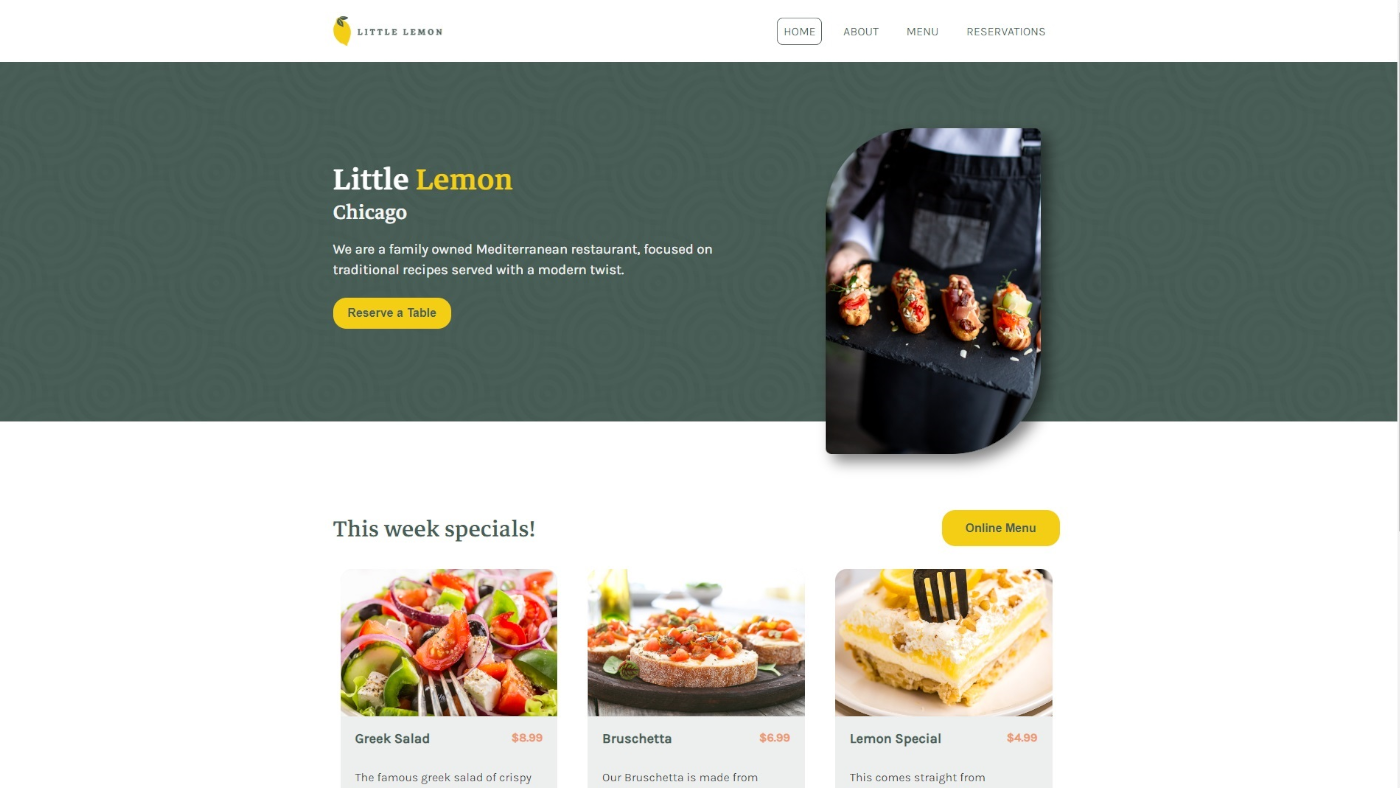 LITTLE LEMON
HOME ABOUT MENU RESERVATIONS
Little Lemon
Chicago
We are a family owned Mediterranean restaurant, focused on
traditional recipes served with a modern twist.
Reserve a Table
This week specials!
Online Menu
Greek Salad $8.99
Bruschetta $6.99
Lemon Special $4.99
The famous greek salad of crispy
Our Bruschetta is made from
This comes straight from